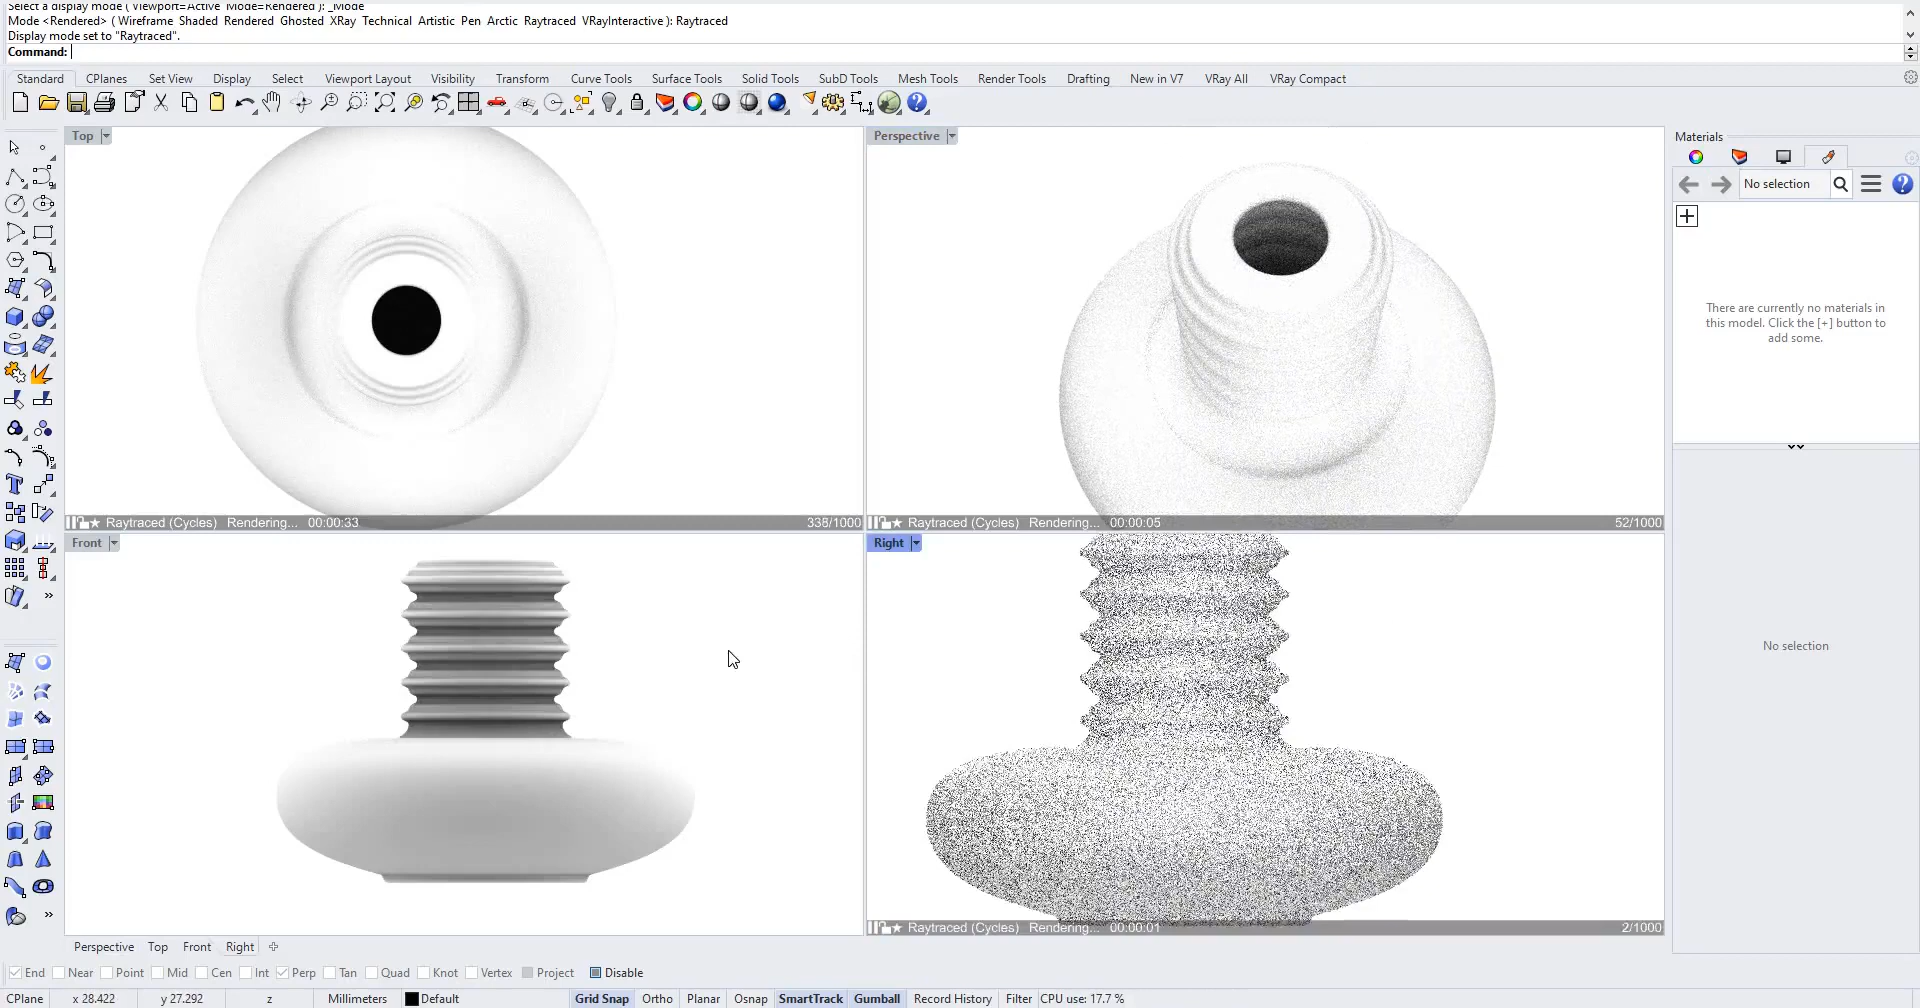 Select a display mode ( Viewport=Active  Mode=Rendered ): _Mode
Mode <Rendered> ( Wireframe  Shaded  Rendered  Ghosted  XRay  Technical  Artistic  Pen  Arctic  Raytraced  VRayInteractive ): Raytraced
Display mode set to "Raytraced".
Command:
Standard CPlanes Set View Display Select Viewport Layout Visibility Transform Curve Tools Surface Tools Solid Tools SubD Tools Mesh Tools Render Tools Drafting New in V7 VRay All VRay Compact
Top
Perspective
Materials
No selection
There are currently no materials in
this model. Click the [+] button to
add some.
Raytraced (Cycles) Rendering... 00:00:33 338/1000
Raytraced (Cycles) Rendering... 00:00:05 52/1000
Front
Right
No selection
Raytraced (Cycles) Rendering... 00:00:01 2/1000
Perspective Top Front Right
End Near Point Mid Cen Int Perp Tan Quad Knot Vertex Project Disable
CPlane x 28.422 y 27.292 z Millimeters Default Grid Snap Ortho Planar Osnap SmartTrack Gumball Record History Filter CPU use: 17.7 %